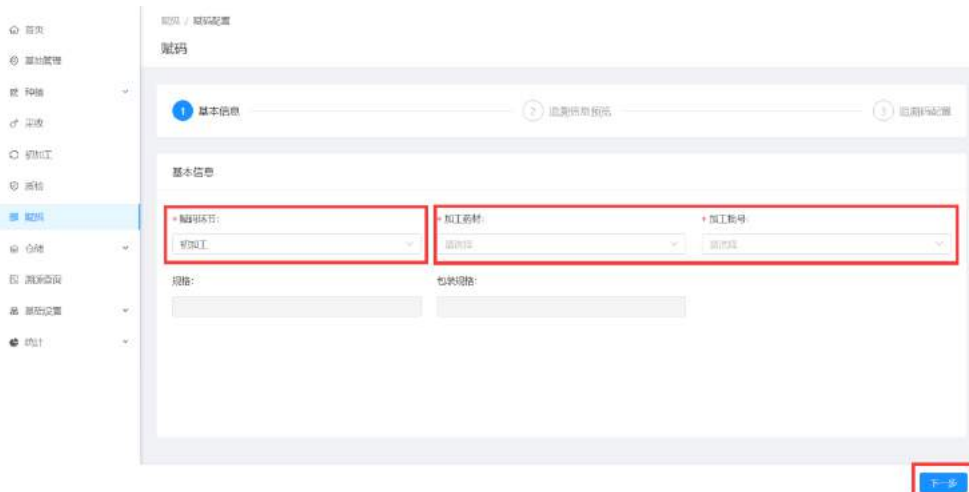 首页
基地管理
种植
采收
初加工
质检
赋码
仓储
溯源查询
基础设置
统计
赋码 / 赋码配置
赋码
1 基本信息
2 追溯信息预览
3 追溯码配置
基本信息
* 赋码环节:
* 加工药材:
* 加工批号:
初加工
请选择
请选择
规格:
包装规格:
下一步